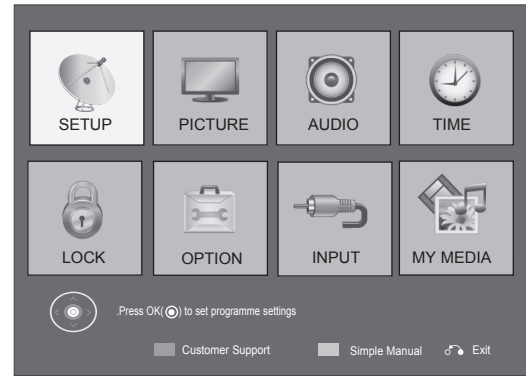 SETUP PICTURE AUDIO TIME
LOCK OPTION INPUT MY MEDIA
.Press OK(◉) to set programme settings
Customer Support Simple Manual Exit